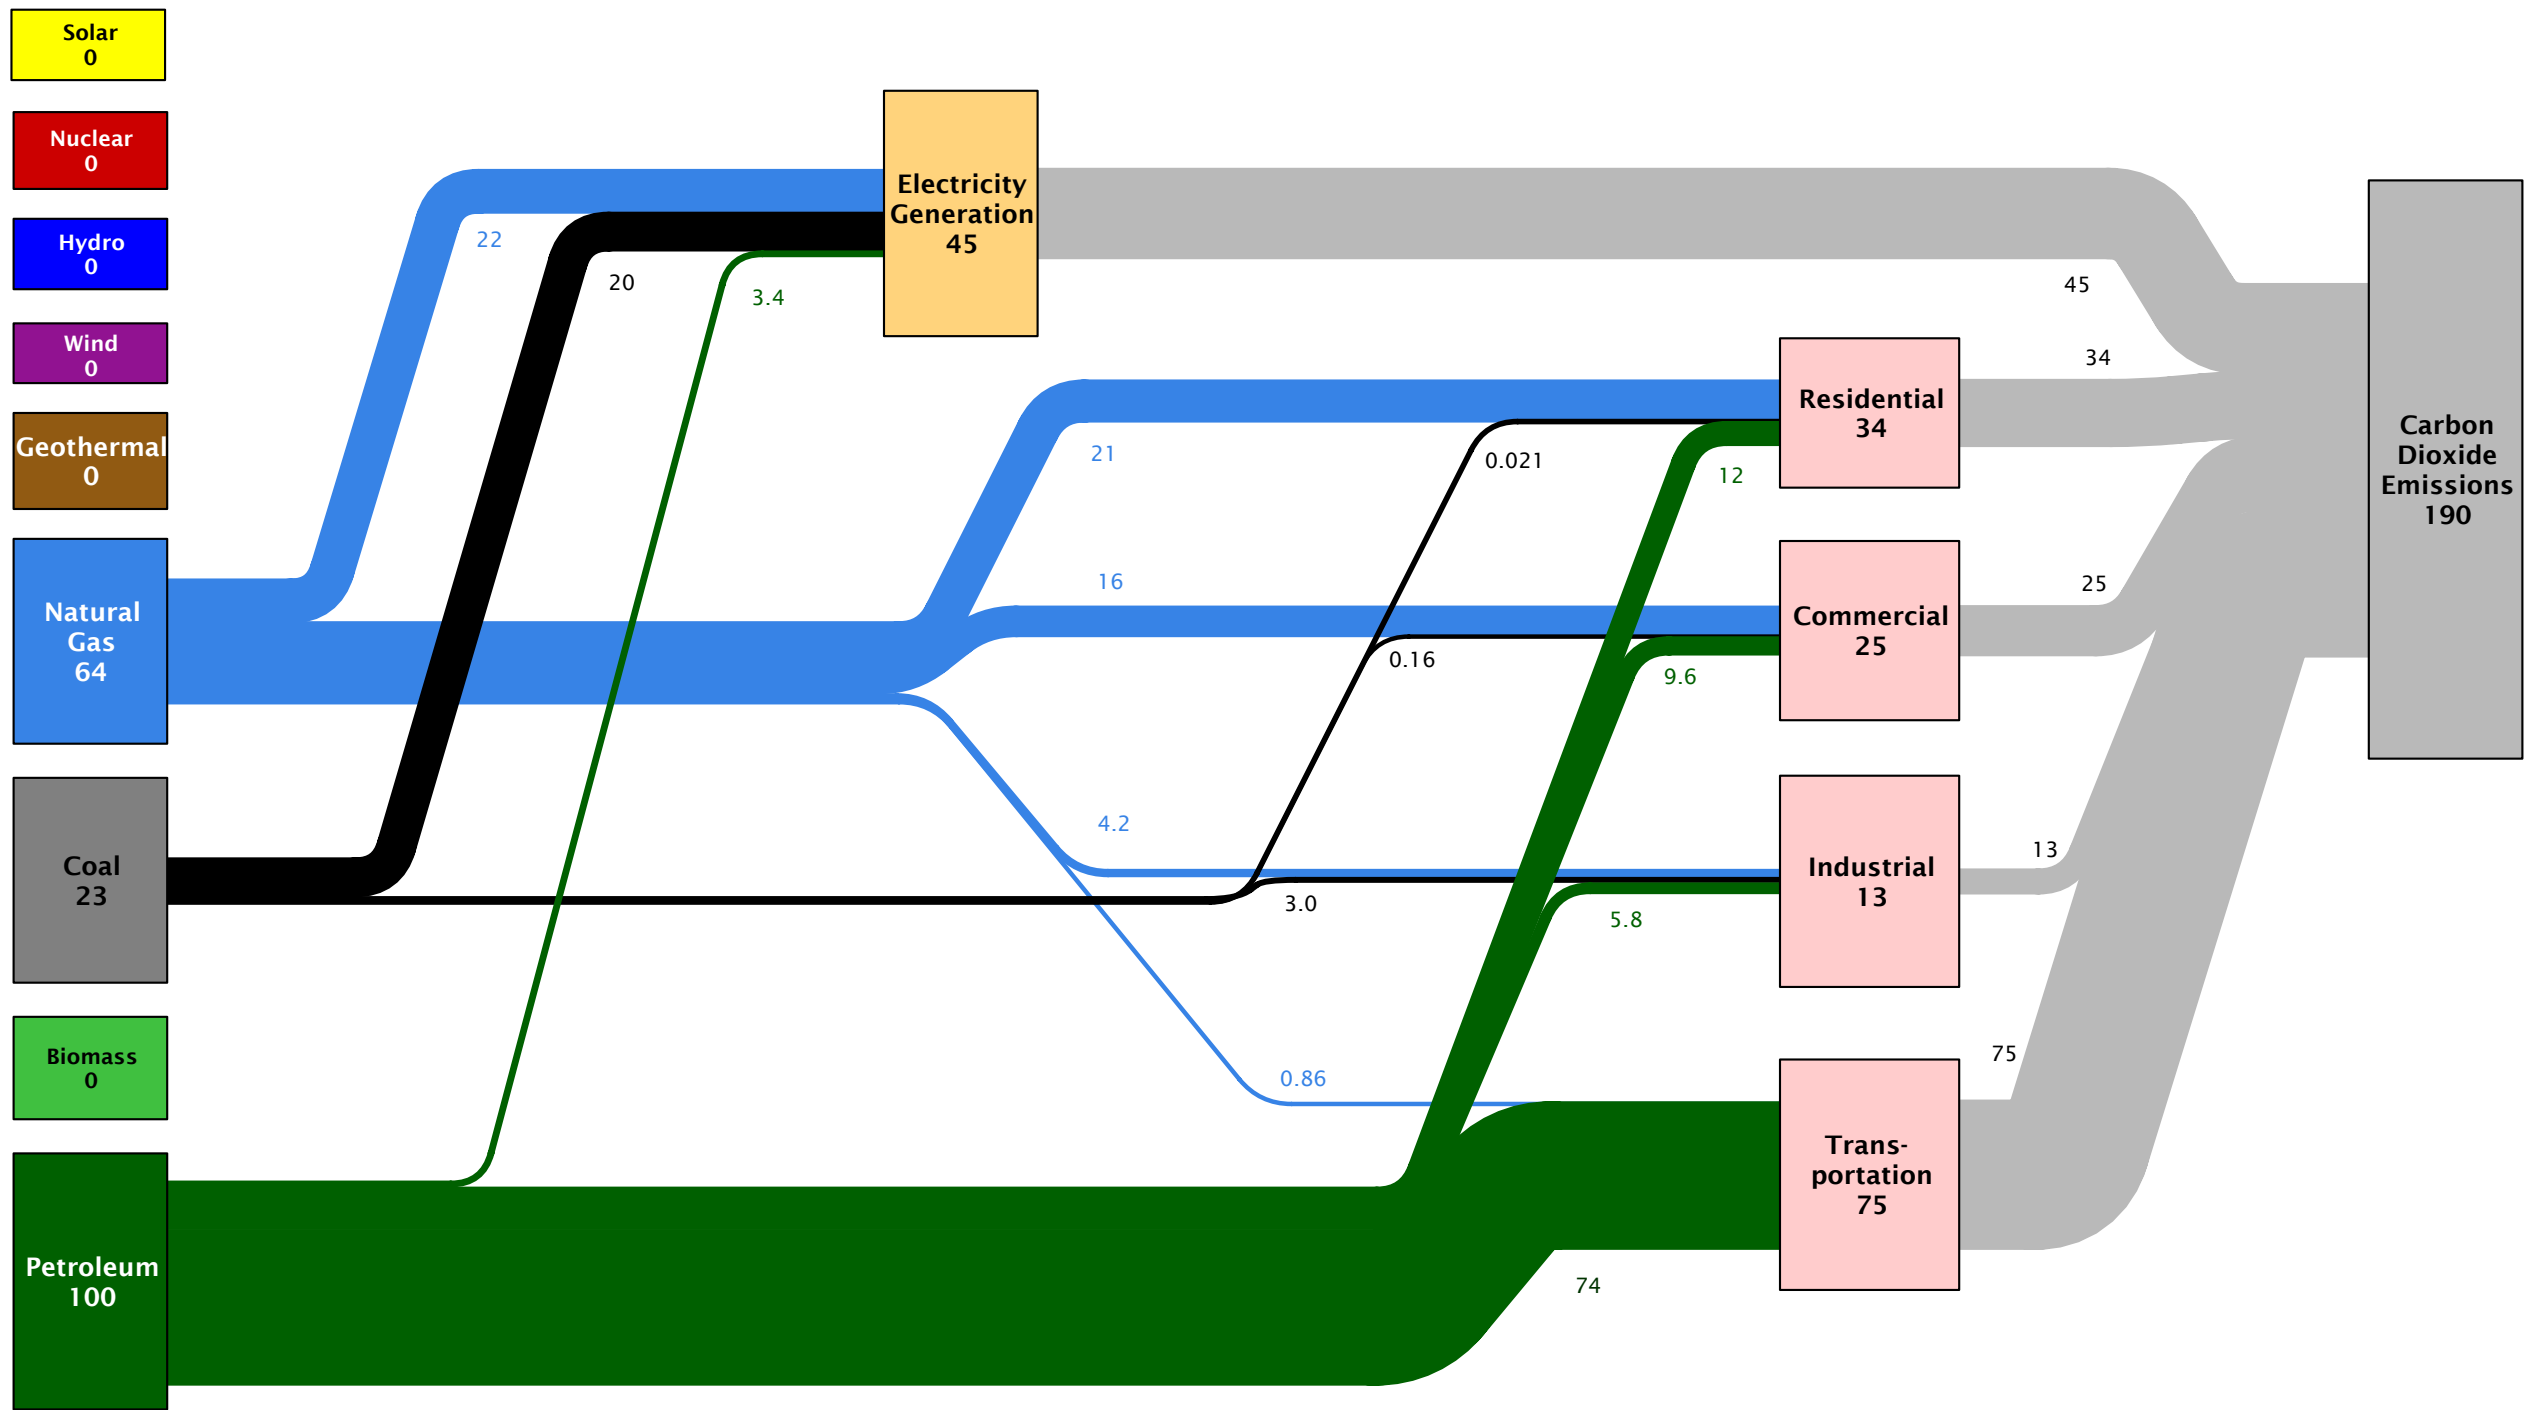 Solar
0
Nuclear
0
Hydro
0
Wind
0
Geothermal
0
Natural
Gas
64
Coal
23
Biomass
0
Petroleum
100
22
20
3.4
Electricity
Generation
45
21
16
4.2
0.86
0.021
0.16
3.0
12
9.6
5.8
74
Residential
34
Commercial
25
Industrial
13
Trans-
portation
75
45
34
25
13
75
Carbon
Dioxide
Emissions
190